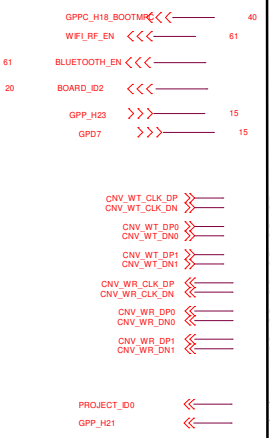 GPPC_H18_BOOTMPC 40
WIFI_RF_EN 61
61 BLUETOOTH_EN
20 BOARD_ID2
GPP_H23 15
GPD7 15
CNV_WT_CLK_DP
CNV_WT_CLK_DN
CNV_WT_DP0
CNV_WT_DN0
CNV_WT_DP1
CNV_WT_DN1
CNV_WR_CLK_DP
CNV_WR_CLK_DN
CNV_WR_DP0
CNV_WR_DN0
CNV_WR_DP1
CNV_WR_DN1
PROJECT_ID0
GPP_H21